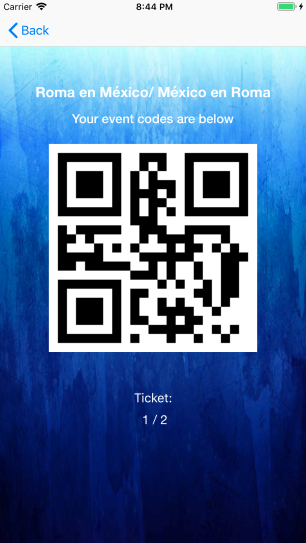 Carrier 8:44 PM
Back
Roma en México/ México en Roma
Your event codes are below
Ticket:
1 / 2